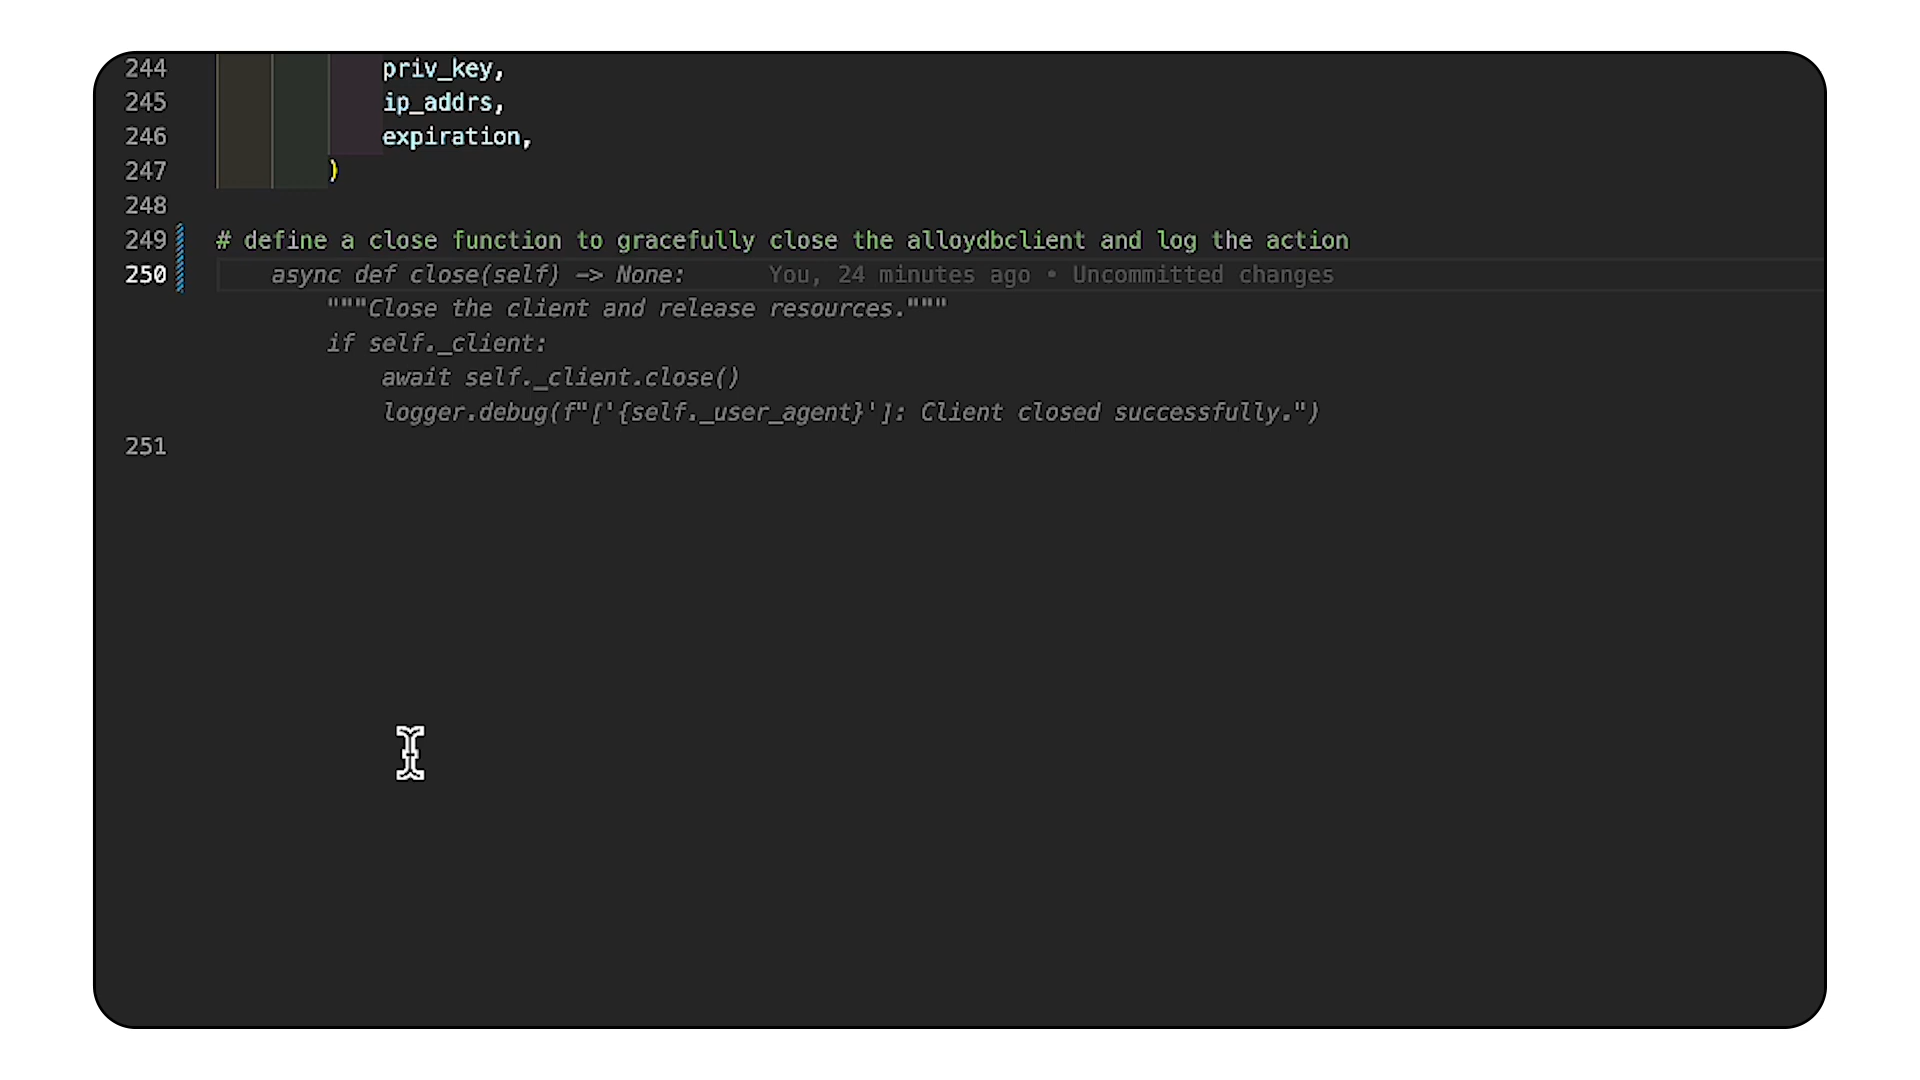 244 priv_key,
245 ip_addrs,
246 expiration,
247 )
248
249 # define a close function to gracefully close the alloydbclient and log the action
250 async def close(self) -> None: You, 24 minutes ago • Uncommitted changes
"""Close the client and release resources."""
if self._client:
await self._client.close()
logger.debug(f"['{self._user_agent}']: Client closed successfully.")
251